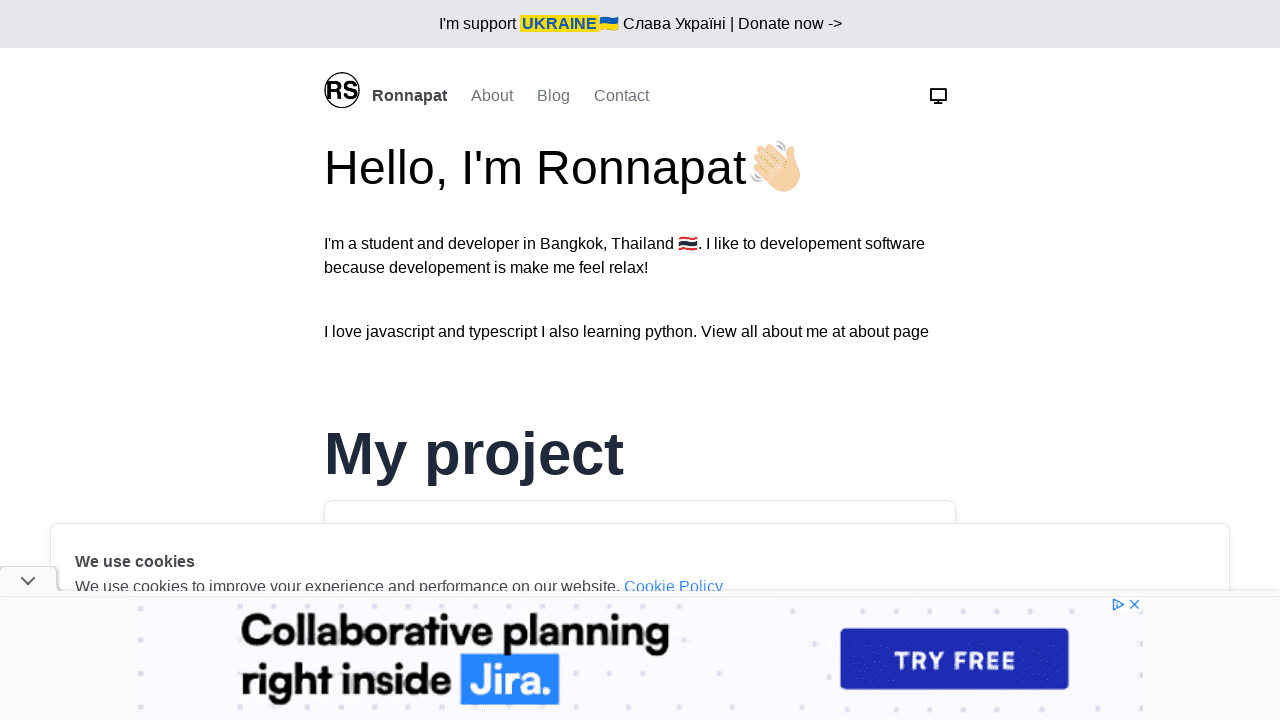 I'm support UKRAINE🇺🇦 Слава Україні | Donate now ->
RS Ronnapat About Blog Contact
Hello, I'm Ronnapat👋🏻
I'm a student and developer in Bangkok, Thailand 🇹🇭. I like to developement software
because developement is make me feel relax!
I love javascript and typescript I also learning python. View all about me at about page
My project
We use cookies
We use cookies to improve your experience and performance on our website. Cookie Policy
Collaborative planning
right inside Jira.
TRY FREE